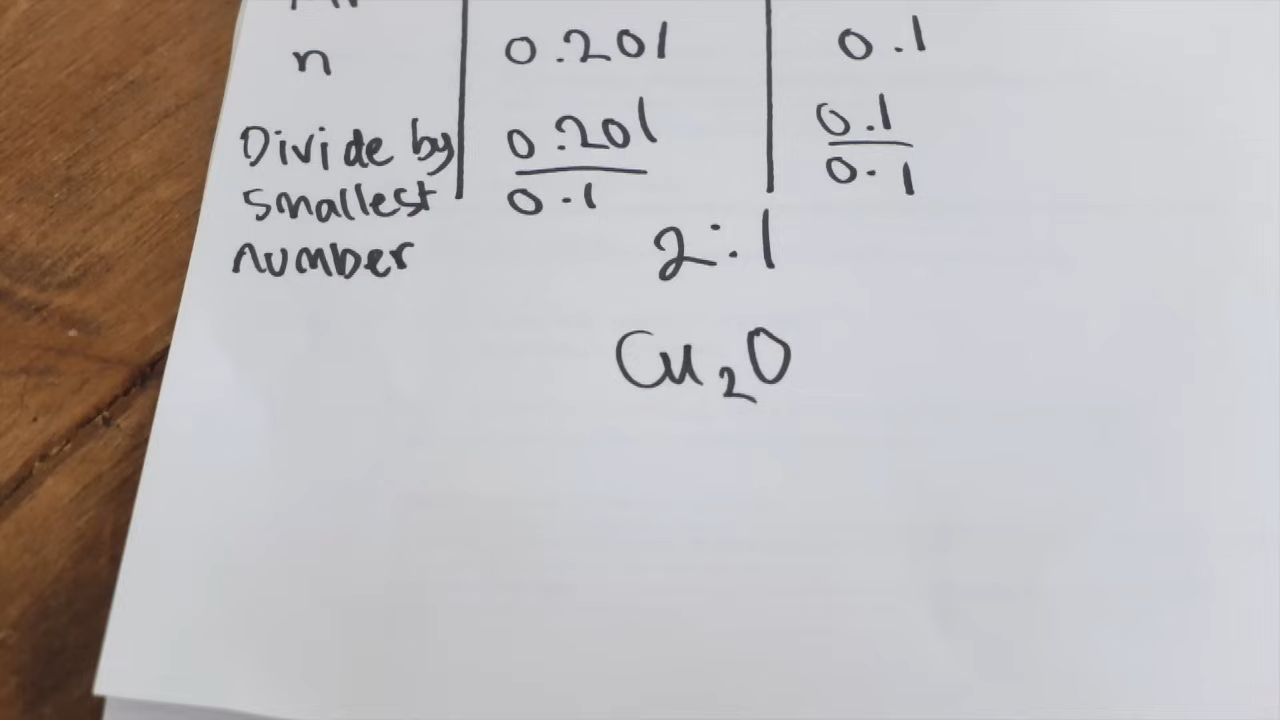 n 0.201 0.1
Divide by 0.201 0.1
smallest 0.1 0.1
number 2:1
Cu₂O